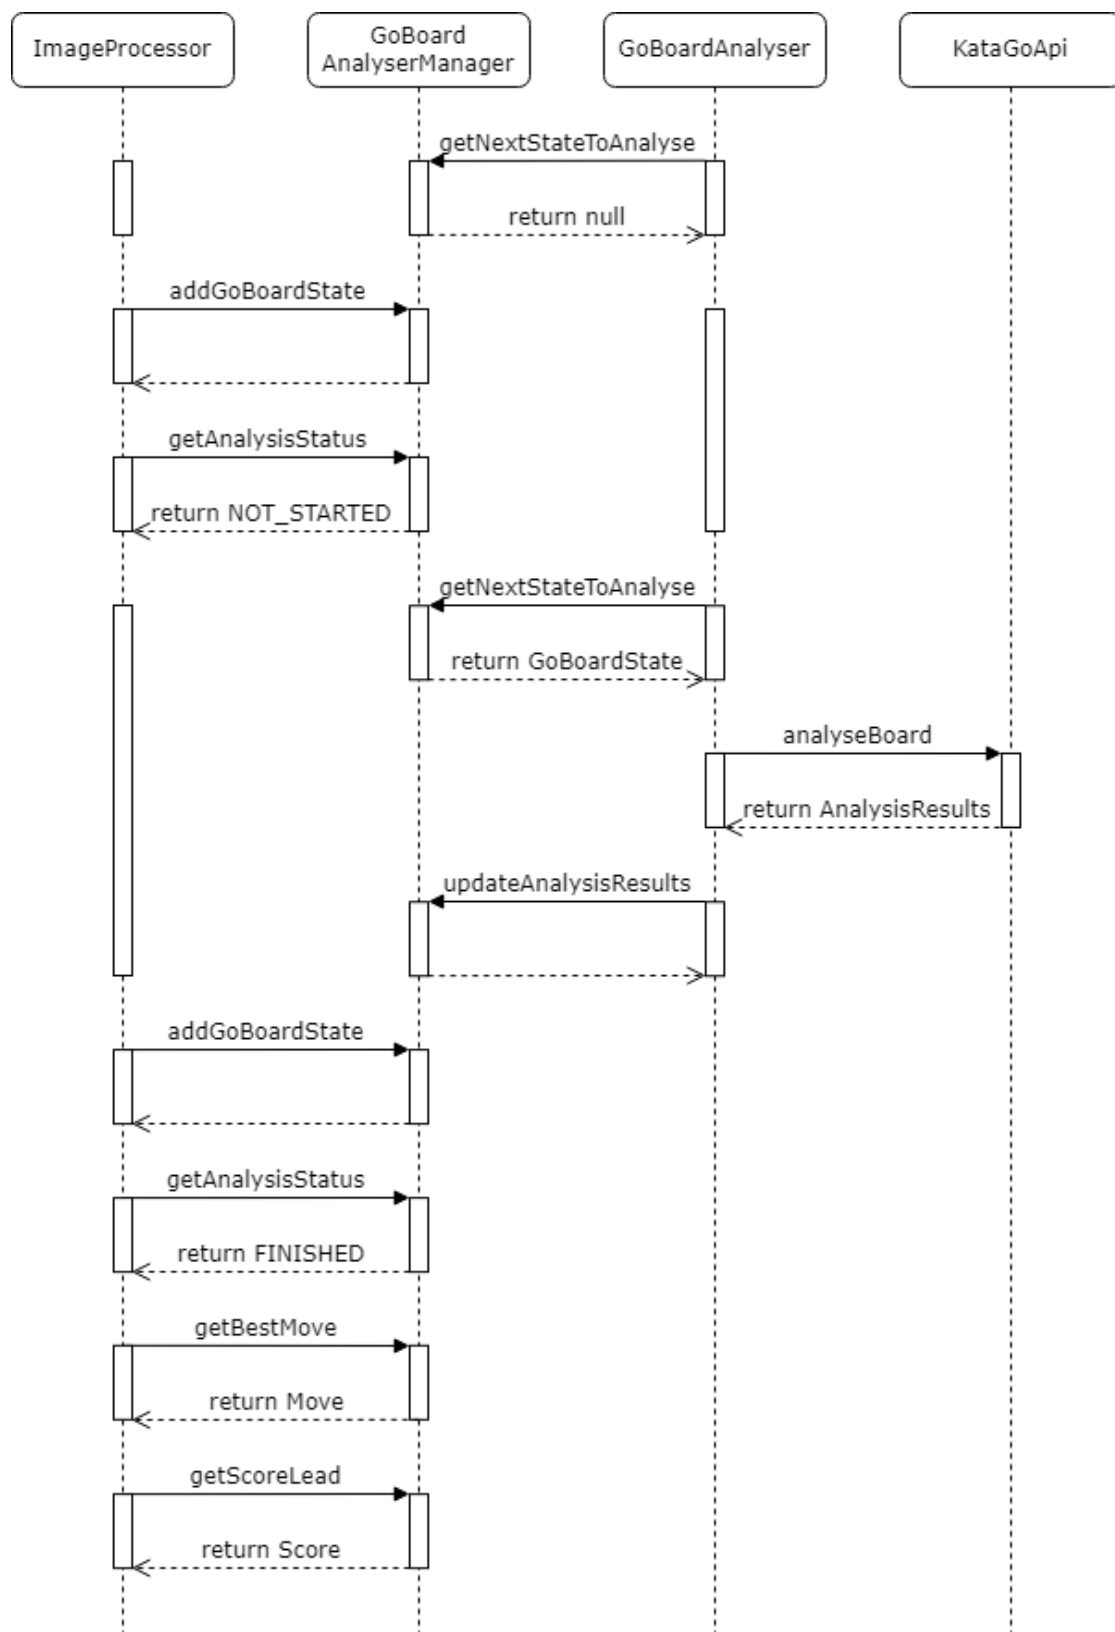 ImageProcessor
GoBoard
AnalyserManager
GoBoardAnalyser
KataGoApi
getNextStateToAnalyse
return null
addGoBoardState
getAnalysisStatus
return NOT_STARTED
getNextStateToAnalyse
return GoBoardState
analyseBoard
return AnalysisResults
updateAnalysisResults
addGoBoardState
getAnalysisStatus
return FINISHED
getBestMove
return Move
getScoreLead
return Score